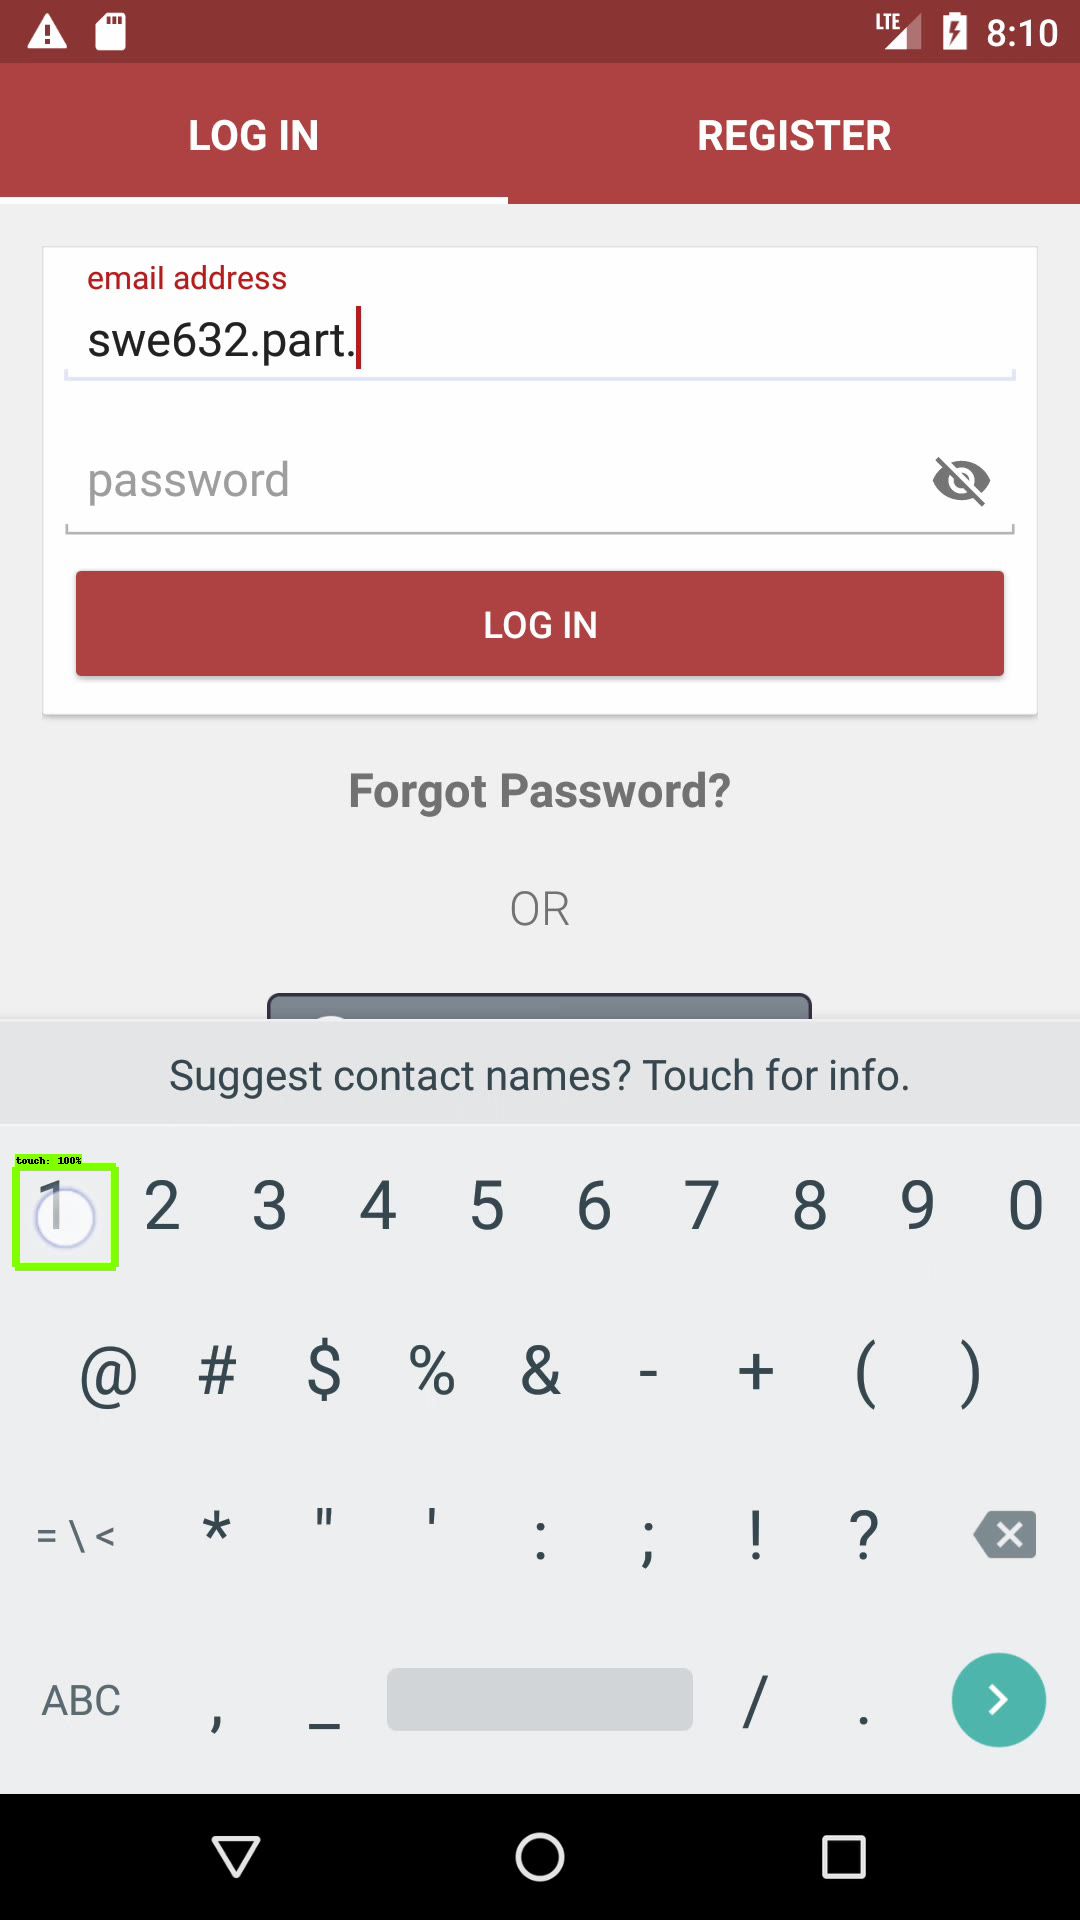 LTE 8:10
LOG IN REGISTER
email address
swe632.part.
password
LOG IN
Forgot Password?
OR
Suggest contact names? Touch for info.
touch: 100%
1 2 3 4 5 6 7 8 9 0
@ # $ % & - + ( )
= \ < * " ' : ; ! ?
ABC , _ / .